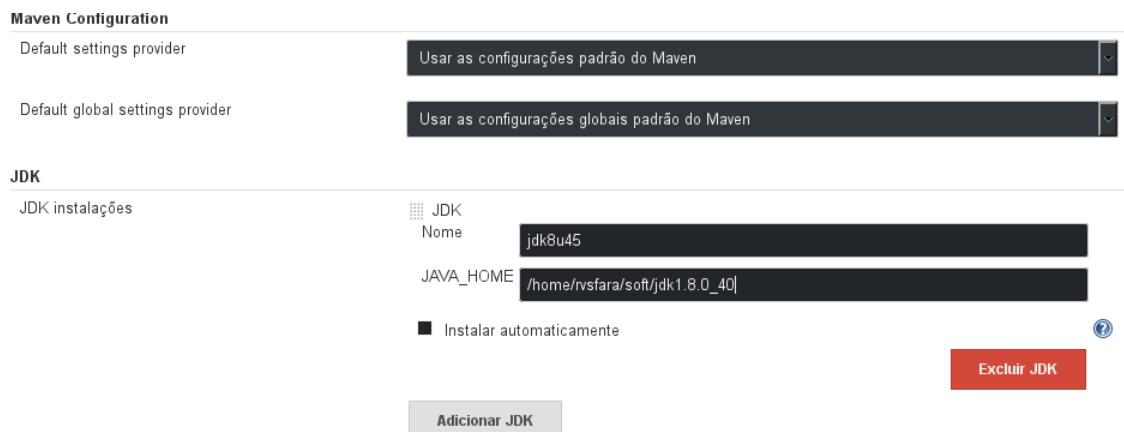 Maven Configuration
Default settings provider
Usar as configurações padrão do Maven
Default global settings provider
Usar as configurações globais padrão do Maven
JDK
JDK instalações
JDK
Nome
jdk8u45
JAVA_HOME
/home/rvsfara/soft/jdk1.8.0_40
Instalar automaticamente
?
Excluir JDK
Adicionar JDK